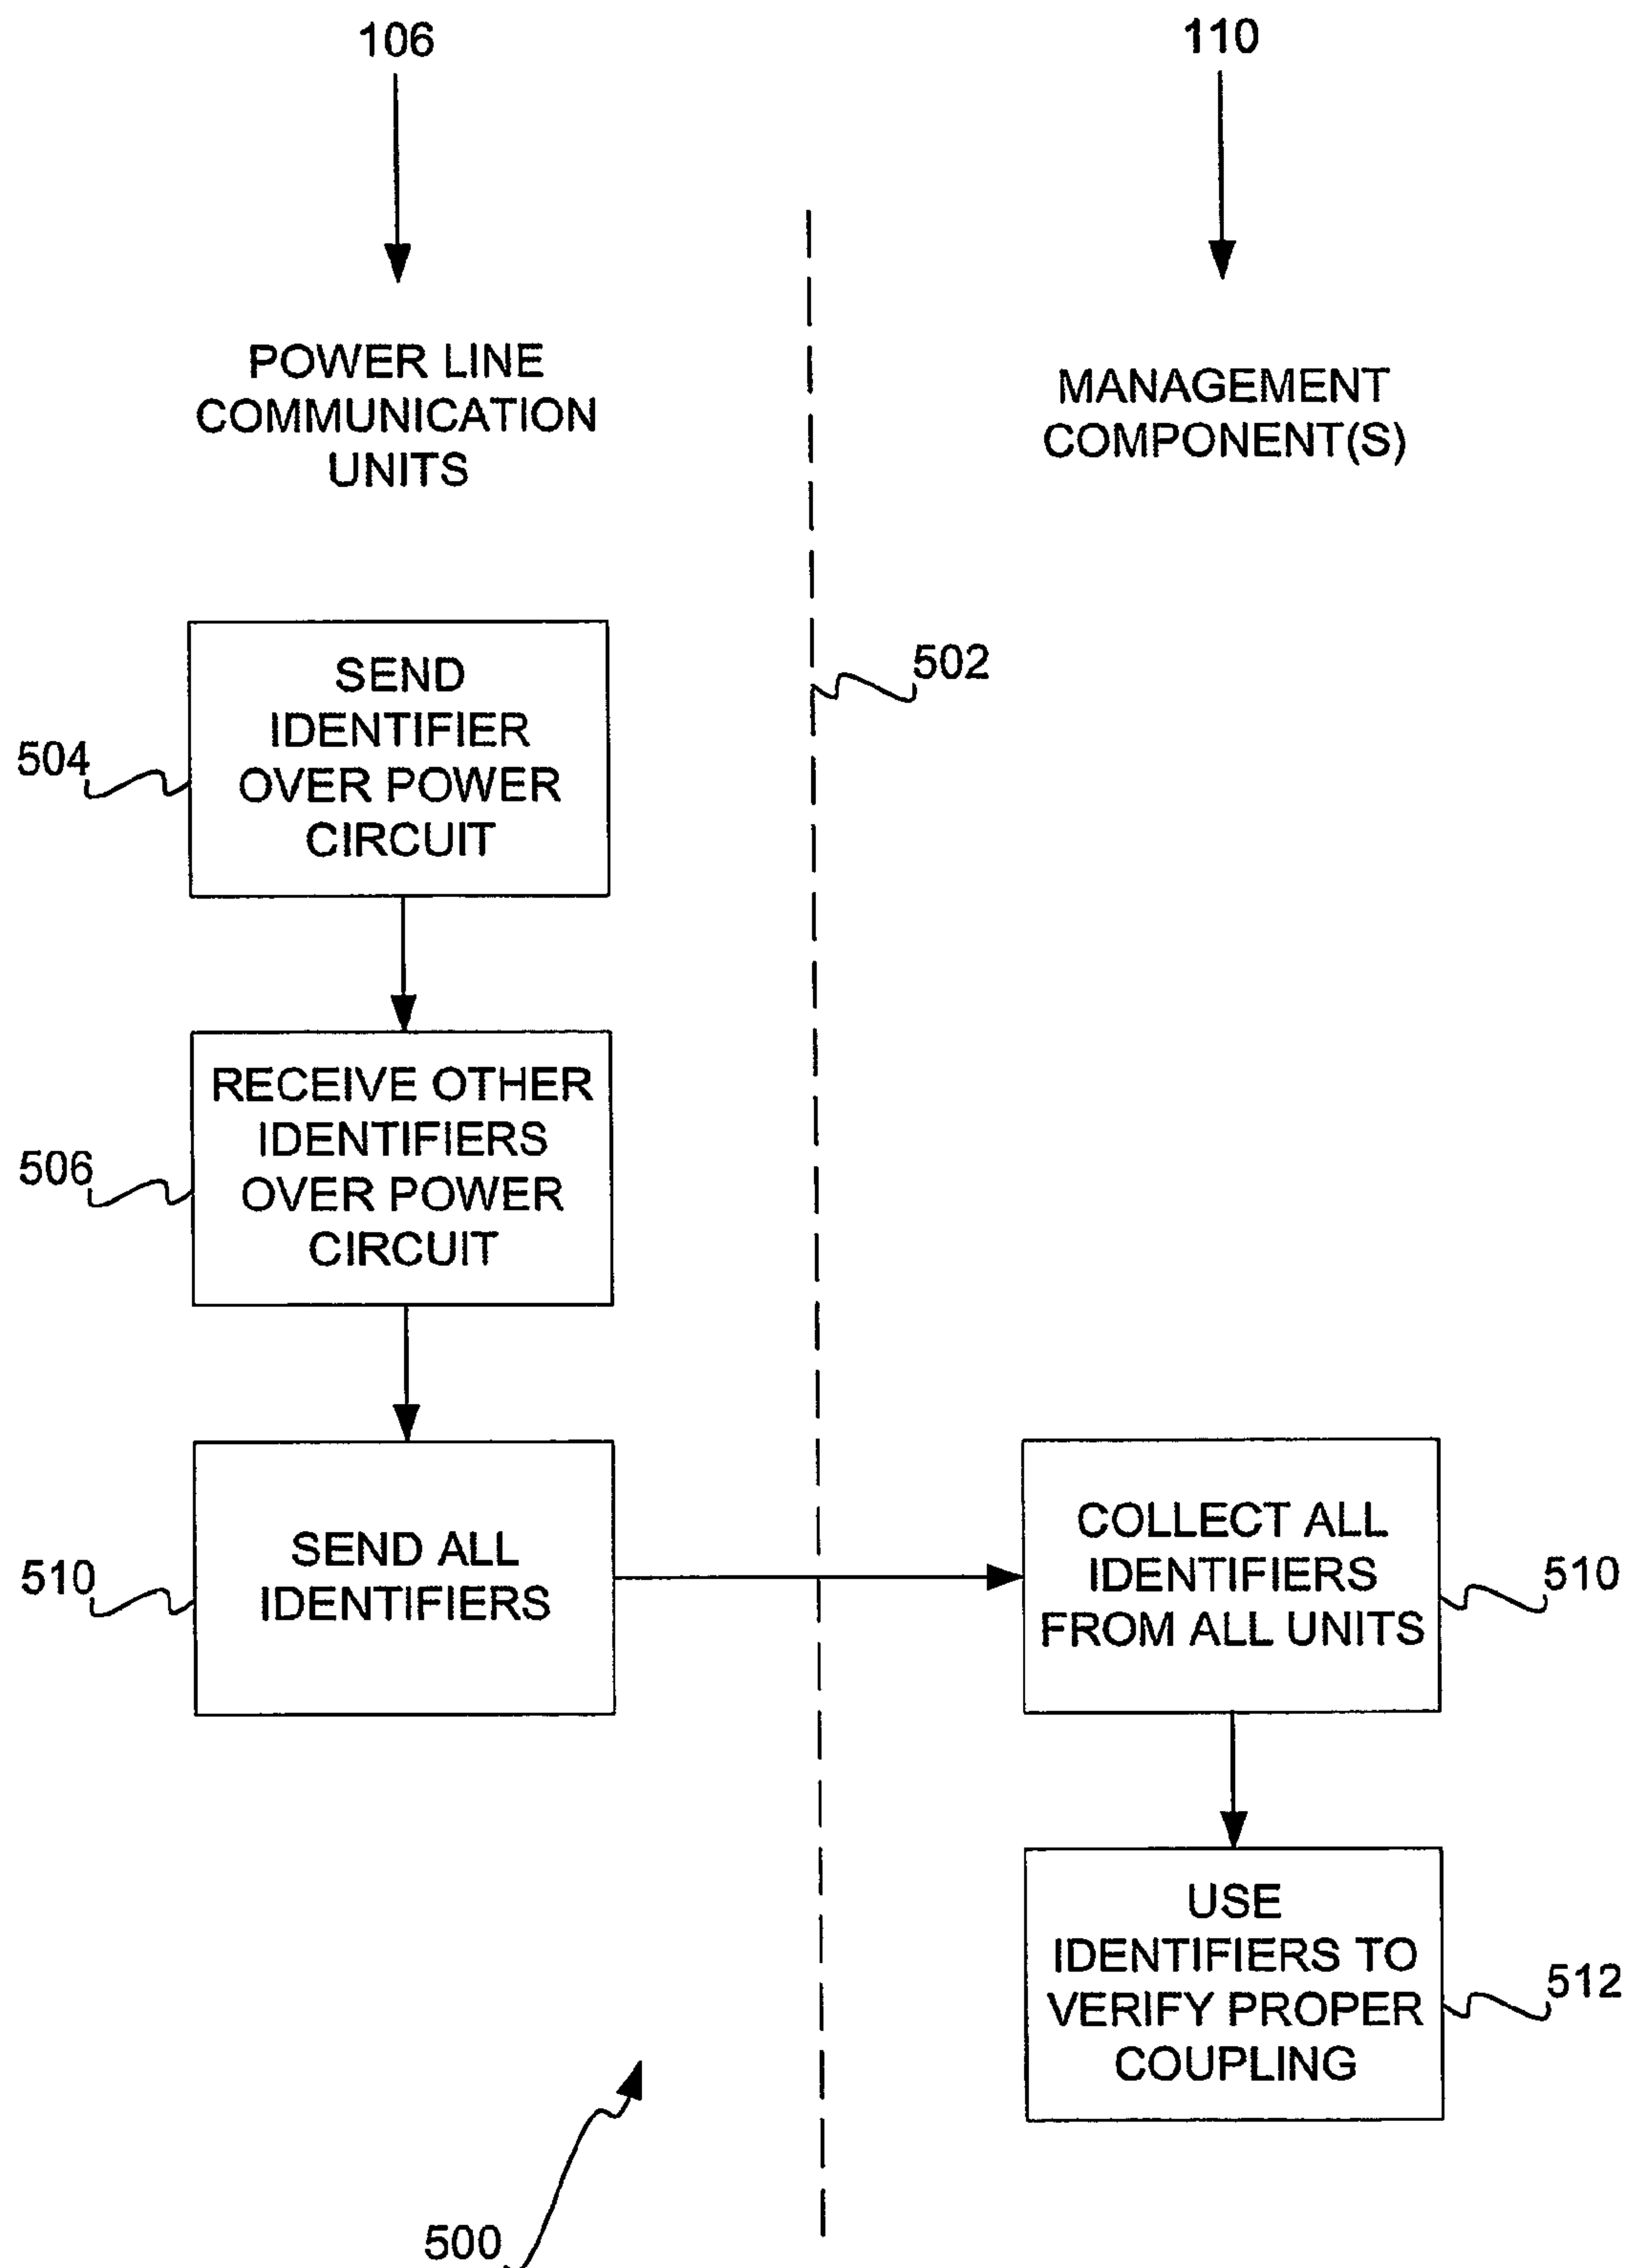 106
110
POWER LINE
COMMUNICATION
UNITS
MANAGEMENT
COMPONENT(S)
502
504
SEND
IDENTIFIER
OVER POWER
CIRCUIT
506
RECEIVE OTHER
IDENTIFIERS
OVER POWER
CIRCUIT
510
SEND ALL
IDENTIFIERS
COLLECT ALL
IDENTIFIERS
FROM ALL UNITS
510
USE
IDENTIFIERS TO
VERIFY PROPER
COUPLING
512
500